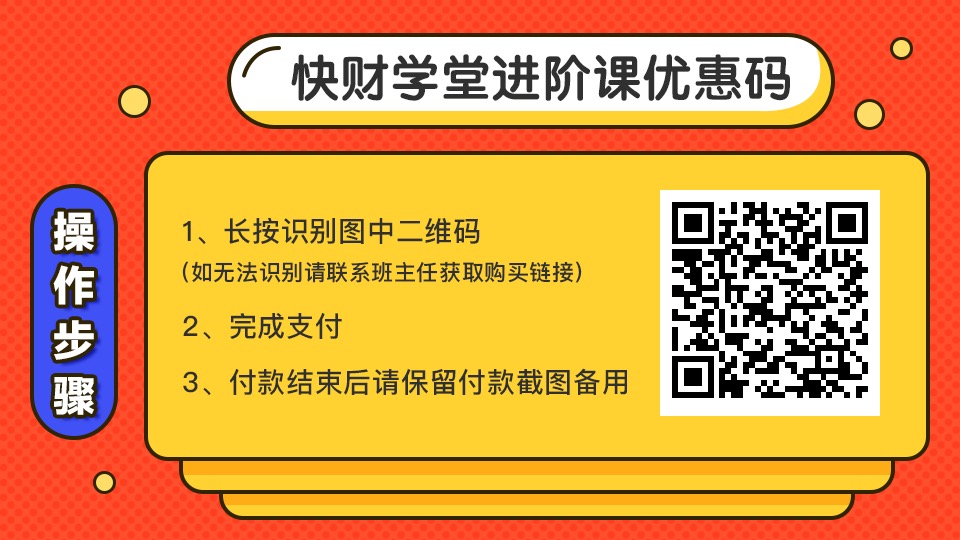 快财学堂进阶课优惠码
操作步骤
1、长按识别图中二维码
（如无法识别请联系班主任获取购买链接）
2、完成支付
3、付款结束后请保留付款截图备用